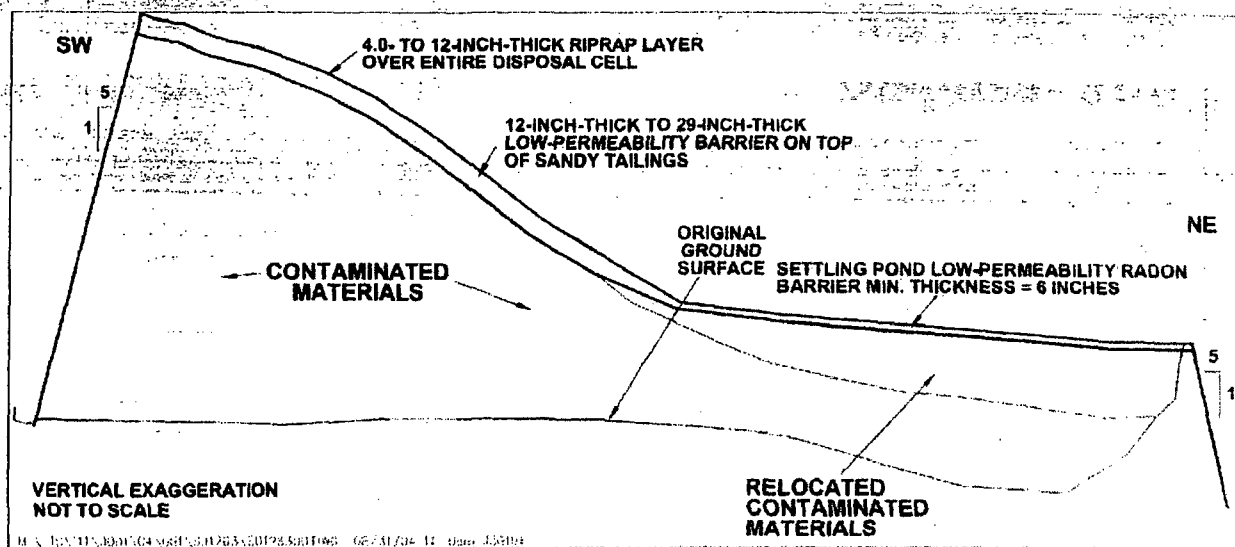 SW
4.0- TO 12-INCH-THICK RIPRAP LAYER
OVER ENTIRE DISPOSAL CELL
5
1
12-INCH-THICK TO 29-INCH-THICK
LOW-PERMEABILITY BARRIER ON TOP
OF SANDY TAILINGS
NE
ORIGINAL
GROUND
SURFACE
SETTLING POND LOW-PERMEABILITY RADON
BARRIER MIN. THICKNESS = 6 INCHES
CONTAMINATED
MATERIALS
5
1
RELOCATED
CONTAMINATED
MATERIALS
VERTICAL EXAGGERATION
NOT TO SCALE